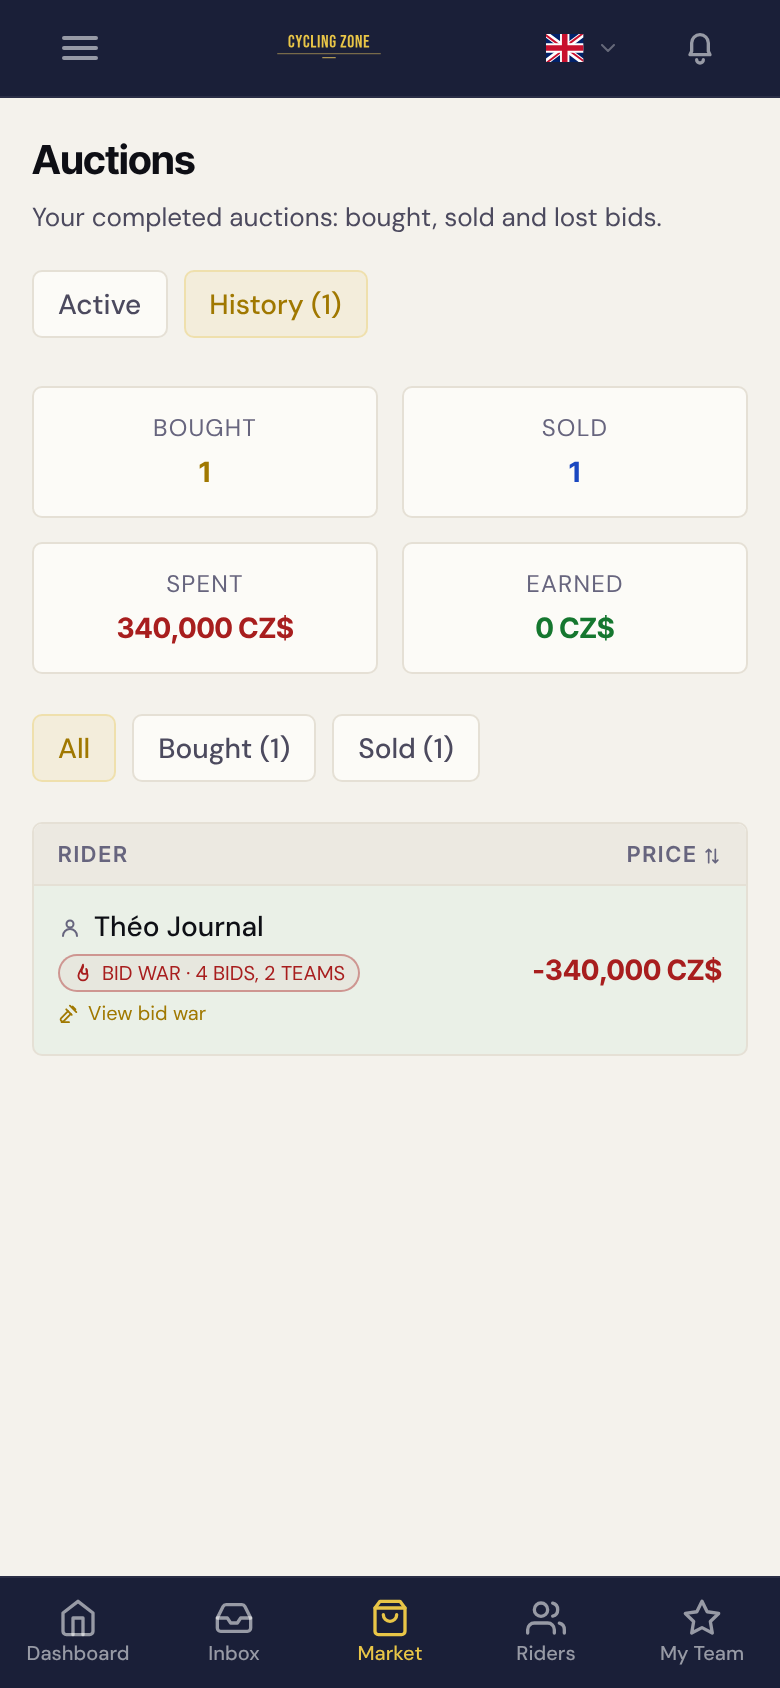 CYCLING ZONE
Auctions
Your completed auctions: bought, sold and lost bids.
Active
History (1)
BOUGHT
1
SOLD
1
SPENT
340,000 CZ$
EARNED
0 CZ$
All
Bought (1)
Sold (1)
RIDER
PRICE
Théo Journal
BID WAR · 4 BIDS, 2 TEAMS
-340,000 CZ$
View bid war
Dashboard
Inbox
Market
Riders
My Team